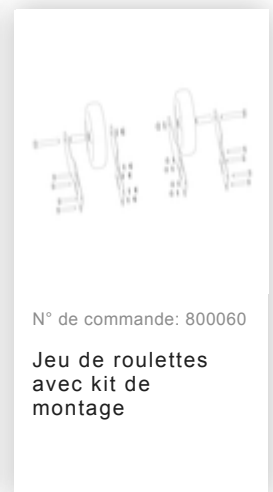 N° de commande: 800060
Jeu de roulettes
avec kit de
montage